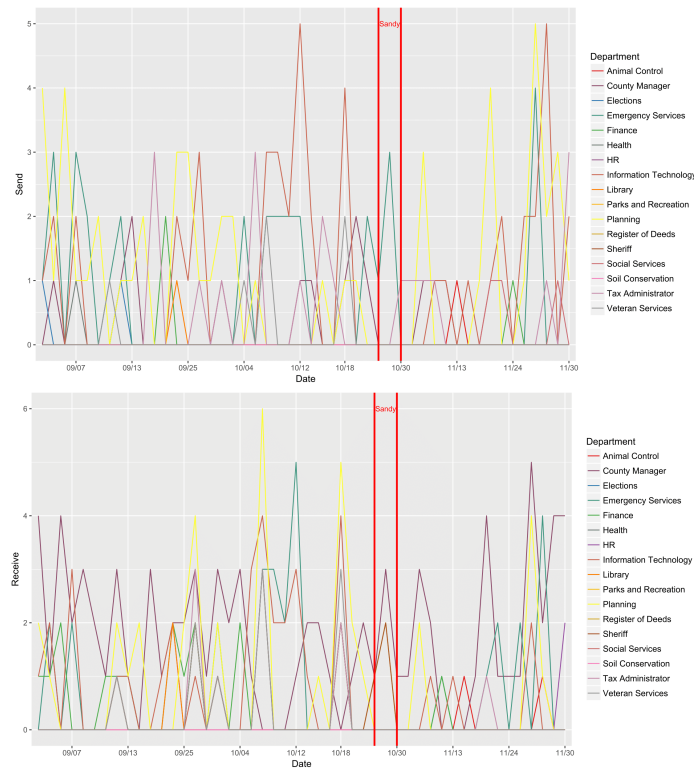 5
4
3
2
1
0
Send
Sandy
09/07 09/13 09/25 10/04 10/12 10/18 10/30 11/13 11/24 11/30
Date
Department
Animal Control
County Manager
Elections
Emergency Services
Finance
Health
HR
Information Technology
Library
Parks and Recreation
Planning
Register of Deeds
Sheriff
Social Services
Soil Conservation
Tax Administrator
Veteran Services
6
4
2
0
Receive
Sandy
09/07 09/13 09/25 10/04 10/12 10/18 10/30 11/13 11/24 11/30
Date
Department
Animal Control
County Manager
Elections
Emergency Services
Finance
Health
HR
Information Technology
Library
Parks and Recreation
Planning
Register of Deeds
Sheriff
Social Services
Soil Conservation
Tax Administrator
Veteran Services